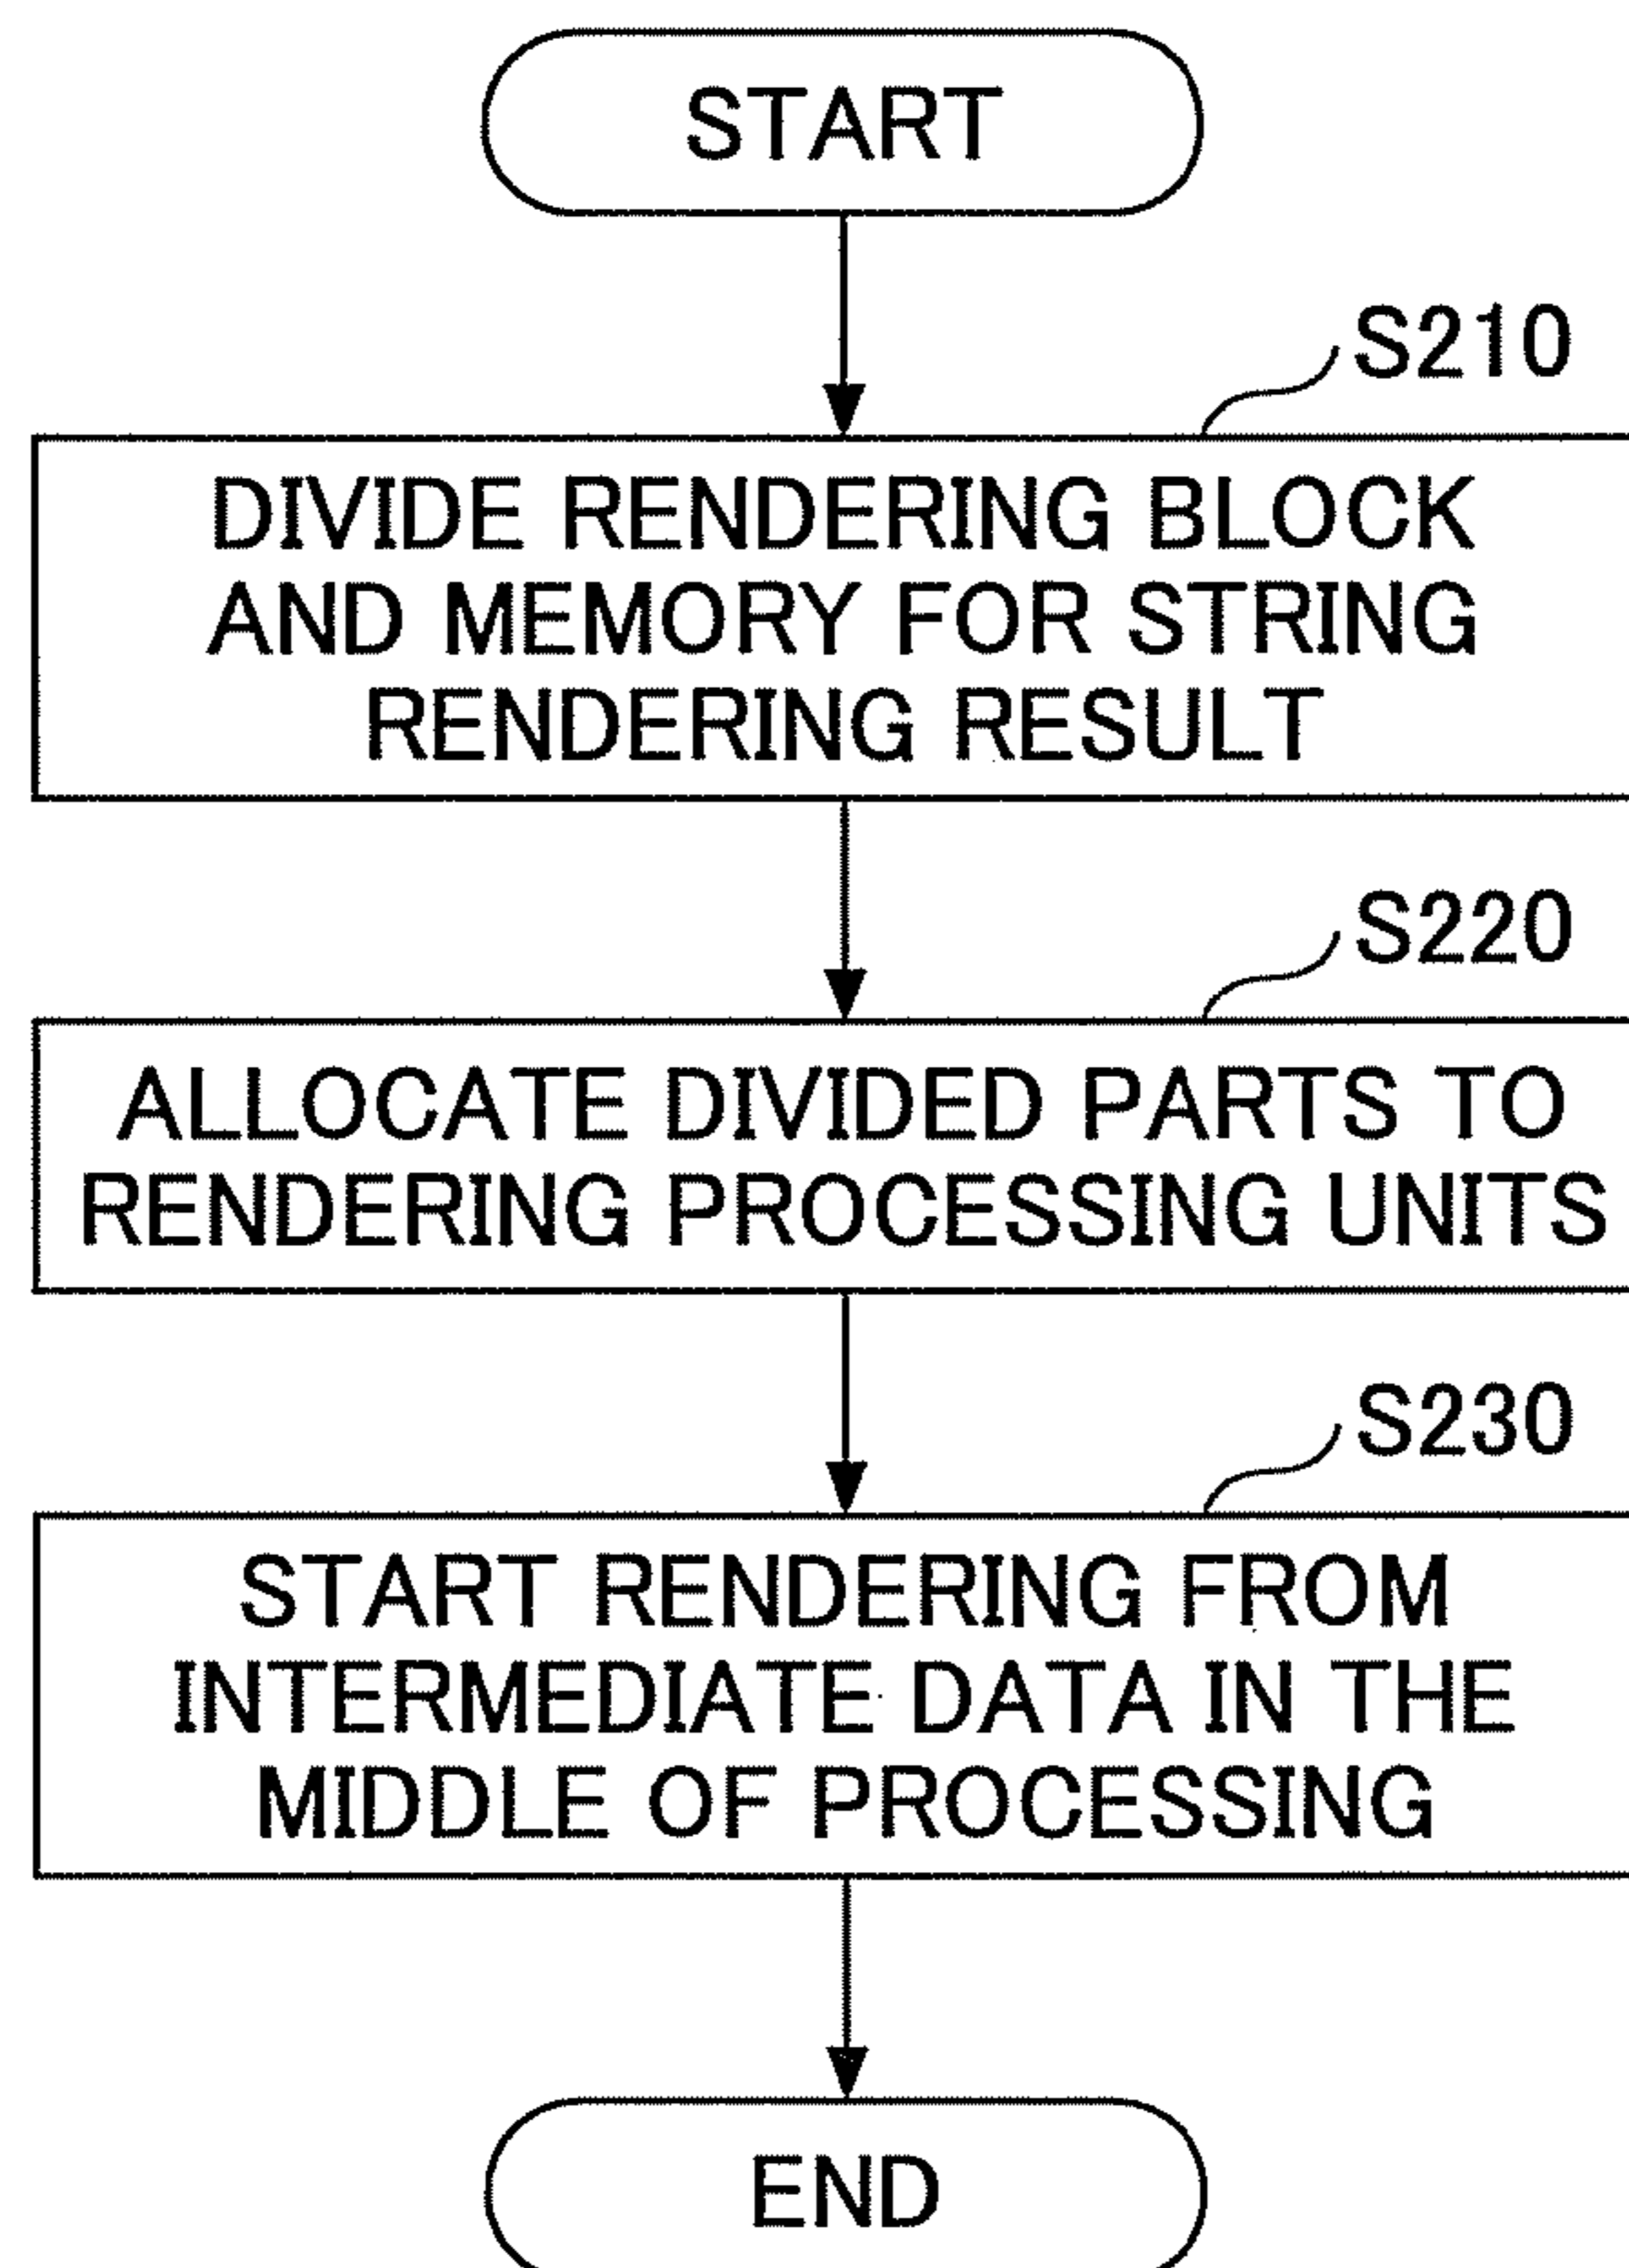 START
S210
DIVIDE RENDERING BLOCK
AND MEMORY FOR STRING
RENDERING RESULT
S220
ALLOCATE DIVIDED PARTS TO
RENDERING PROCESSING UNITS
S230
START RENDERING FROM
INTERMEDIATE DATA IN THE
MIDDLE OF PROCESSING
END